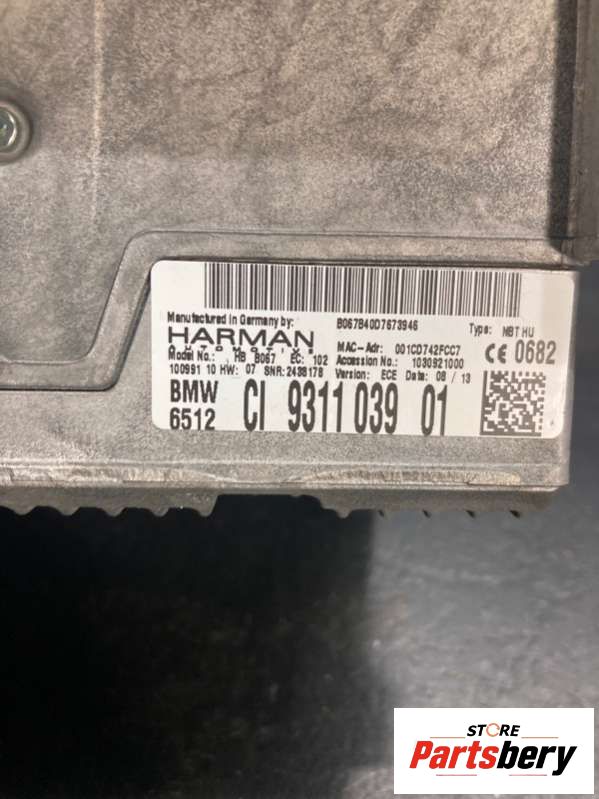 Manufactured in Germany by:
B067B40D7673946
HARMAN
Type: NBT HU
MAC-Adr: 001CD742FCC7
CE 0682
Model No.: HB B067 EC: 102
Accession No.: 1030921000
100991 10 HW: 07 SNR:2438178
Version: ECE Date: 08 / 13
BMW
6512
CI 9311 039 01
STORE
Partsbery